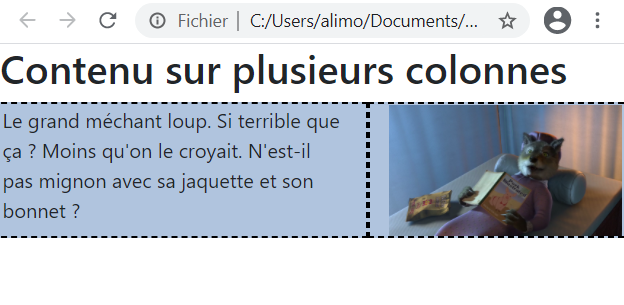 Fichier | C:/Users/alimo/Documents/...
Contenu sur plusieurs colonnes
Le grand méchant loup. Si terrible que
ça ? Moins qu'on le croyait. N'est-il
pas mignon avec sa jaquette et son
bonnet ?